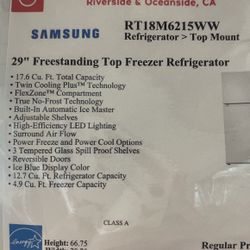 Riverside & Oceanside, CA
SAMSUNG
RT18M6215WW
Refrigerator > Top Mount
29" Freestanding Top Freezer Refrigerator
• 17.6 Cu. Ft. Total Capacity
• Twin Cooling Plus™ Technology
• FlexZone™ Compartment
• True No-Frost Technology
• Built-In Automatic Ice Master
• Adjustable Shelves
• High-Efficiency LED Lighting
• Surround Air Flow
• Power Freeze and Power Cool Options
• 3 Tempered Glass Spill Proof Shelves
• Reversible Doors
• Ice Blue Display Color
• 12.7 Cu. Ft. Refrigerator Capacity
• 4.9 Cu. Ft. F Freezer Capacity
CLASS A
Height: 66.75
Regular Pr